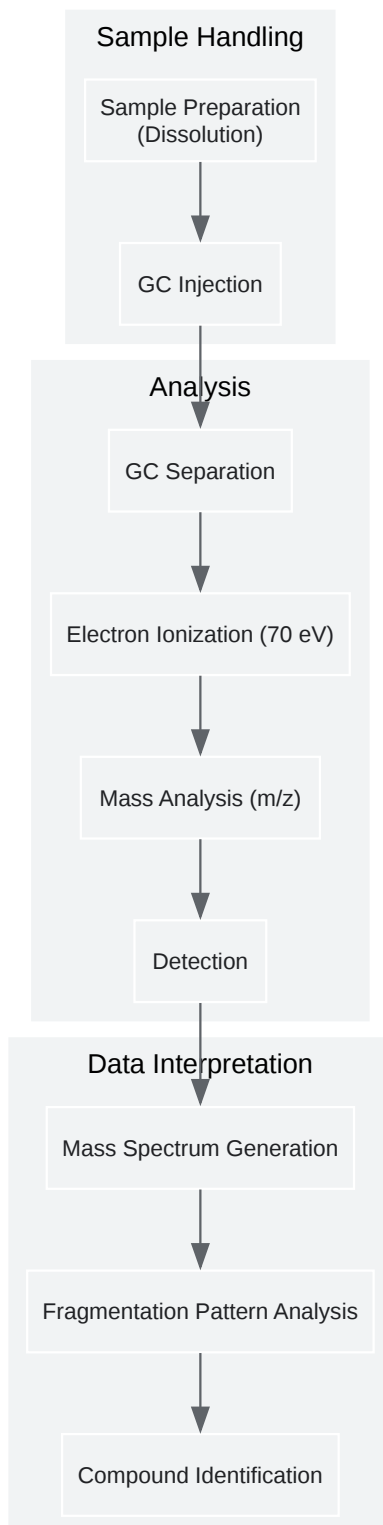 Sample Handling
Sample Preparation
(Dissolution)
GC Injection
Analysis
GC Separation
Electron Ionization (70 eV)
Mass Analysis (m/z)
Detection
Data Interpretation
Mass Spectrum Generation
Fragmentation Pattern Analysis
Compound Identification